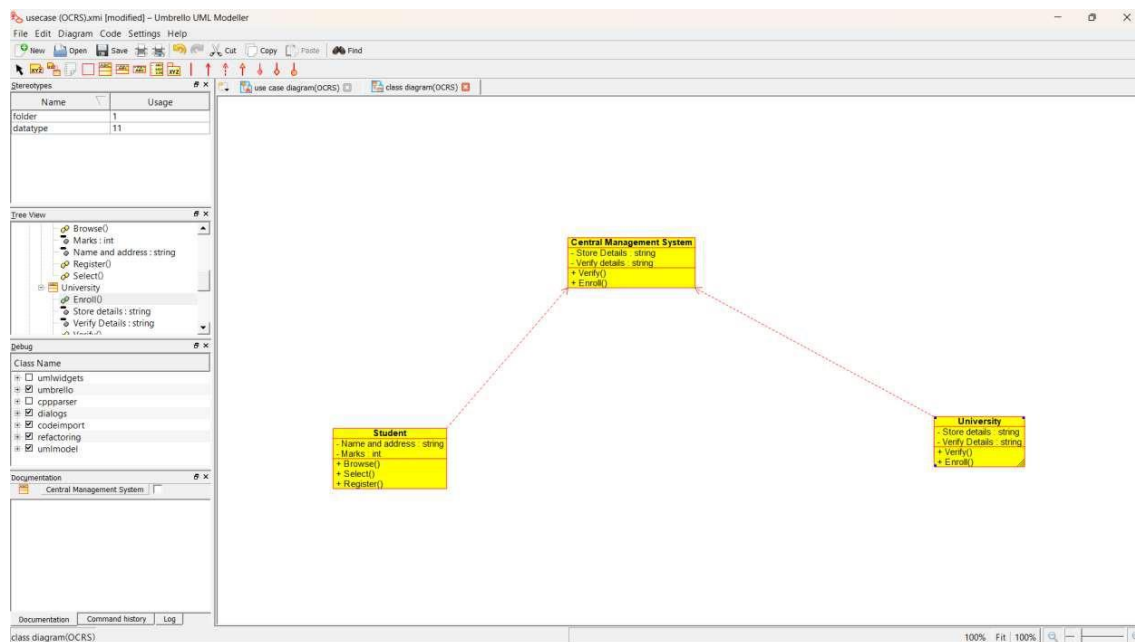 usecase (OCRS).xmi [modified] – Umbrello UML Modeller
File Edit Diagram Code Settings Help
New Open Save Cut Copy Paste Find
Stereotypes
use case diagram(OCRS) class diagram(OCRS)
Name Usage
folder 1
datatype 11
Tree View
Browse()
Marks : int
Name and address : string
Register()
Select()
University
Enroll()
Store details : string
Verify Details : string
Verify()
Debug
Class Name
umlwidgets
umbrello
cppparser
dialogs
codeimport
refactoring
umlmodel
Documentation
Central Management System
Central Management System
- Store Details : string
- Verify details : string
+ Verify()
+ Enroll()
Student
- Name and address : string
- Marks : int
+ Browse()
+ Select()
+ Register()
University
- Store details : string
- Verify Details : string
+ Verify()
+ Enroll()
Documentation Command history Log
class diagram(OCRS) 100% Fit 100%